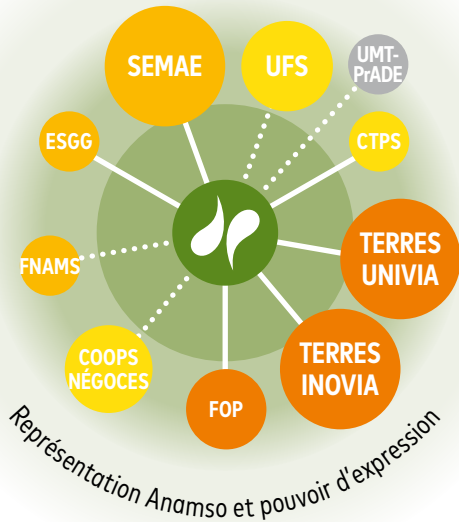 SEMAE
UFS
UMT-
PrADE
ESGG
CTPS
FNAMS
TERRES
UNIVIA
COOPS
NÉGOCES
TERRES
INOVIA
FOP
Représentation Anamso et pouvoir d'expression